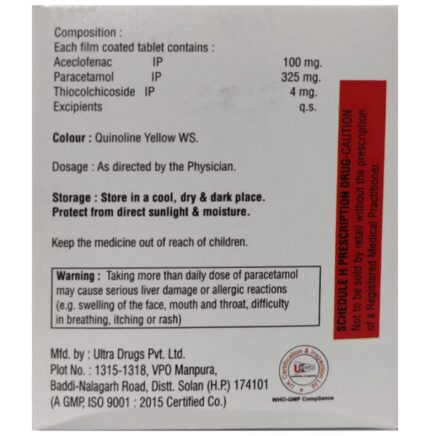 Composition :
Each film coated tablet contains :
Aceclofenac IP 100 mg.
Paracetamol IP 325 mg.
Thiocolchicoside IP 4 mg.
Excipients q.s.
Colour : Quinoline Yellow WS.
Dosage : As directed by the Physician.
Storage : Store in a cool, dry & dark place.
Protect from direct sunlight & moisture.
Keep the medicine out of reach of children.
Warning : Taking more than daily dose of paracetamol
may cause serious liver damage or allergic reactions
(e.g. swelling of the face, mouth and throat, difficulty
in breathing, itching or rash)
Mfd. by : Ultra Drugs Pvt. Ltd.
Plot No. : 1315-1318, VPO Manpura,
Baddi-Nalagarh Road, Distt. Solan (H.P.) 174101
(A GMP, ISO 9001 : 2015 Certified Co.)
WHO-GMP Compliance
SCHEDULE H PRESCRIPTION DRUG-CAUTION
Not to be sold by retail without the prescription
of a Registered Medical Practitioner.